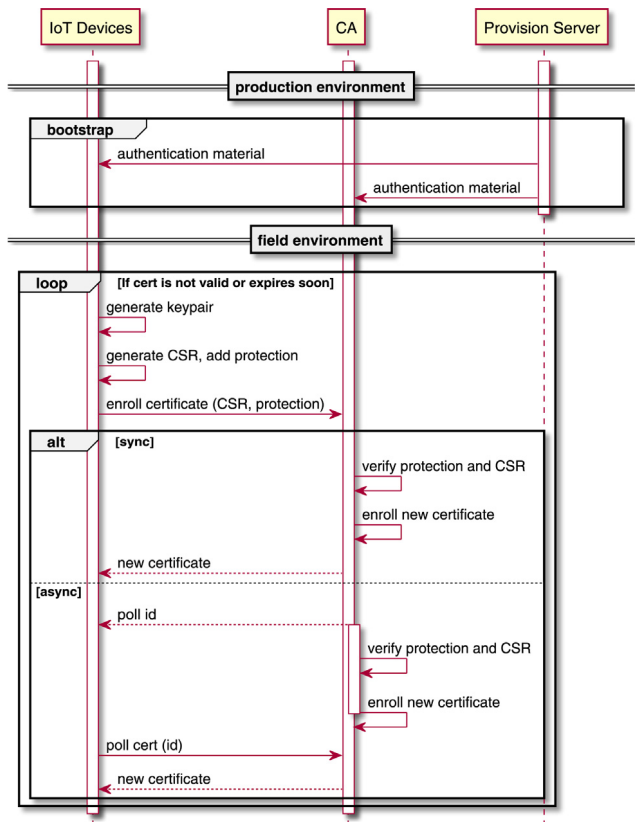 IoT Devices
CA
Provision Server
production environment
bootstrap
authentication material
authentication material
field environment
loop
[If cert is not valid or expires soon]
generate keypair
generate CSR, add protection
enroll certificate (CSR, protection)
alt
[sync]
verify protection and CSR
enroll new certificate
new certificate
[async]
poll id
verify protection and CSR
enroll new certificate
poll cert (id)
new certificate